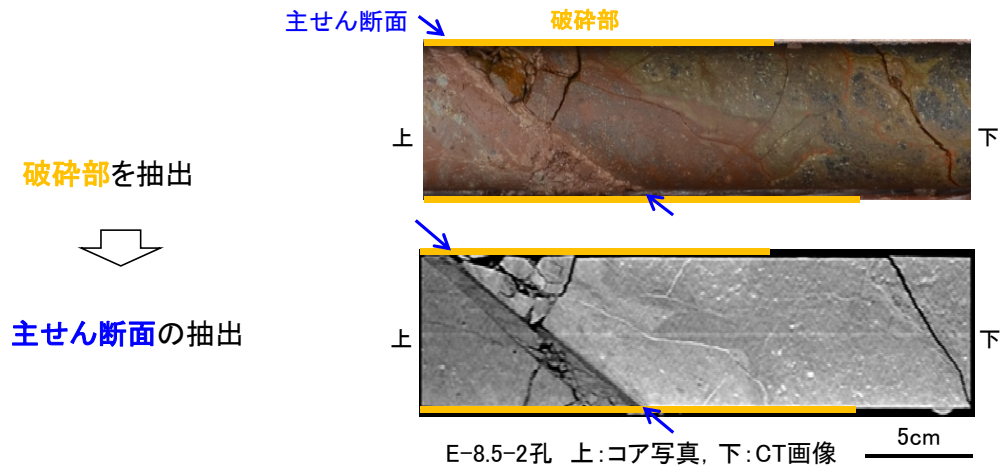 主せん断面
破砕部
上
下
破砕部を抽出
主せん断面の抽出
上
下
E-8.5-2孔 上:コア写真, 下:CT画像
5cm